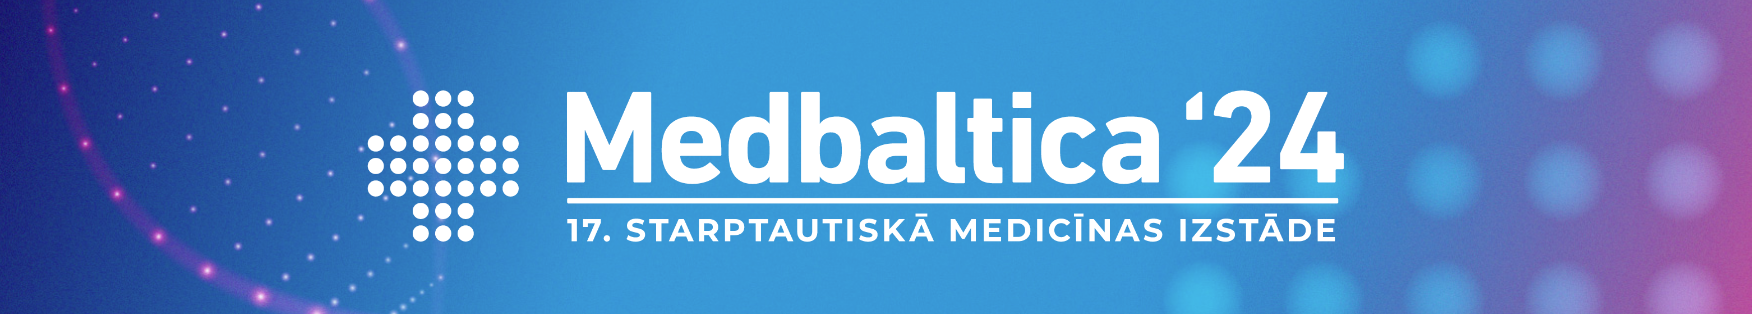 Medbaltica ‘24
17. STARPTAUTISKĀ MEDICĪNAS IZSTĀDE